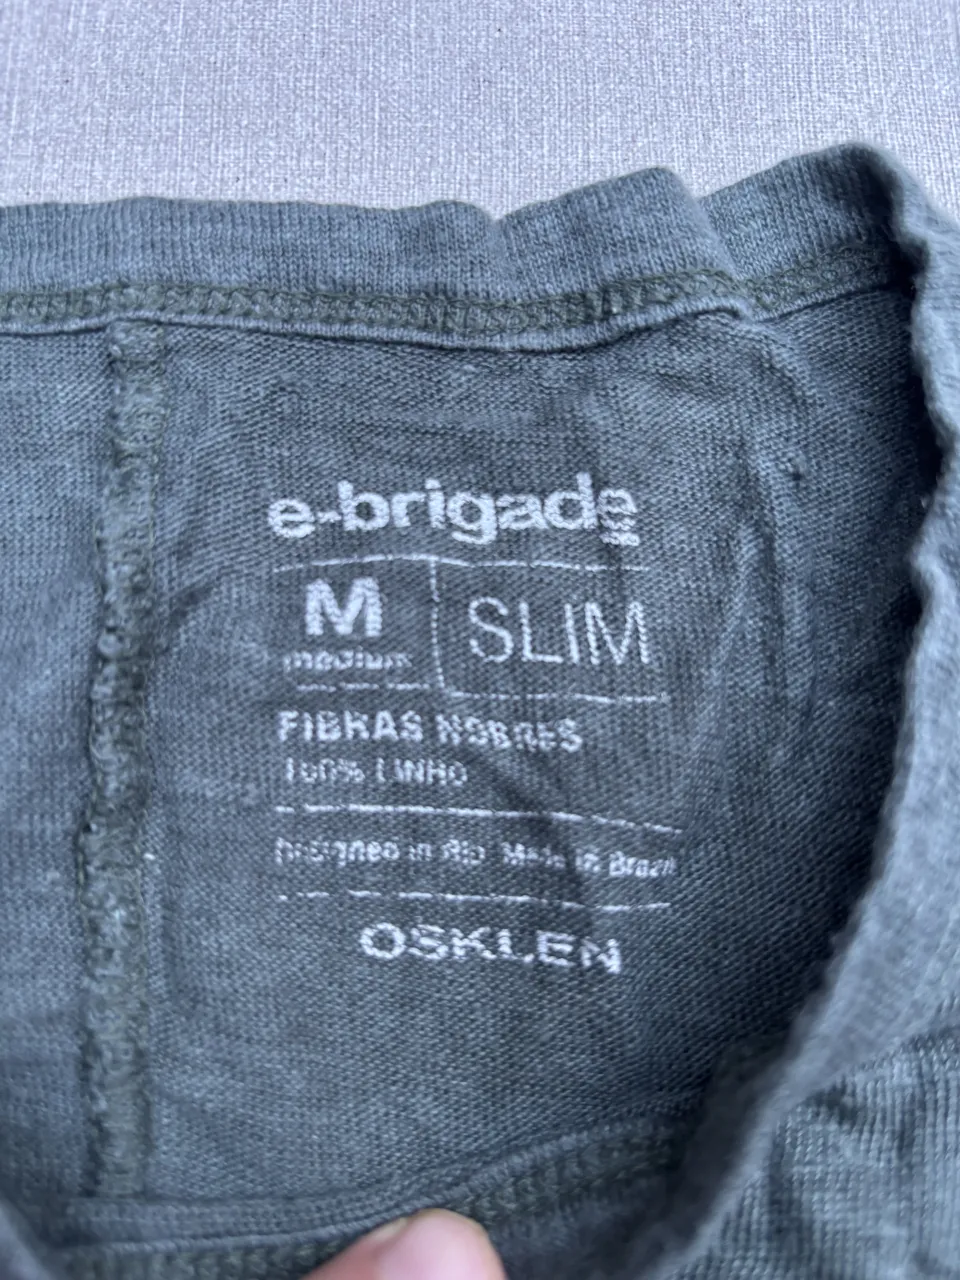 e-brigade
M
medium
SLIM
FIBRAS NOBRES
100% LINHO
Designed in Rio Made in Brazil
OSKLEN